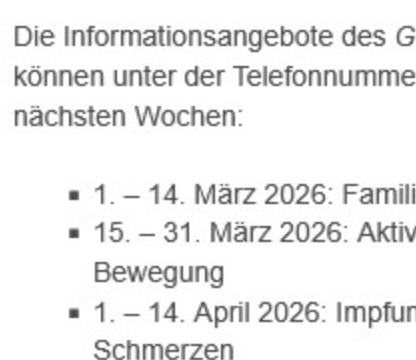 Die Informationsangebote des G
können unter der Telefonnumme
nächsten Wochen:
▪ 1. – 14. März 2026: Famili
▪ 15. – 31. März 2026: Aktiv
Bewegung
▪ 1. – 14. April 2026: Impfun
Schmerzen